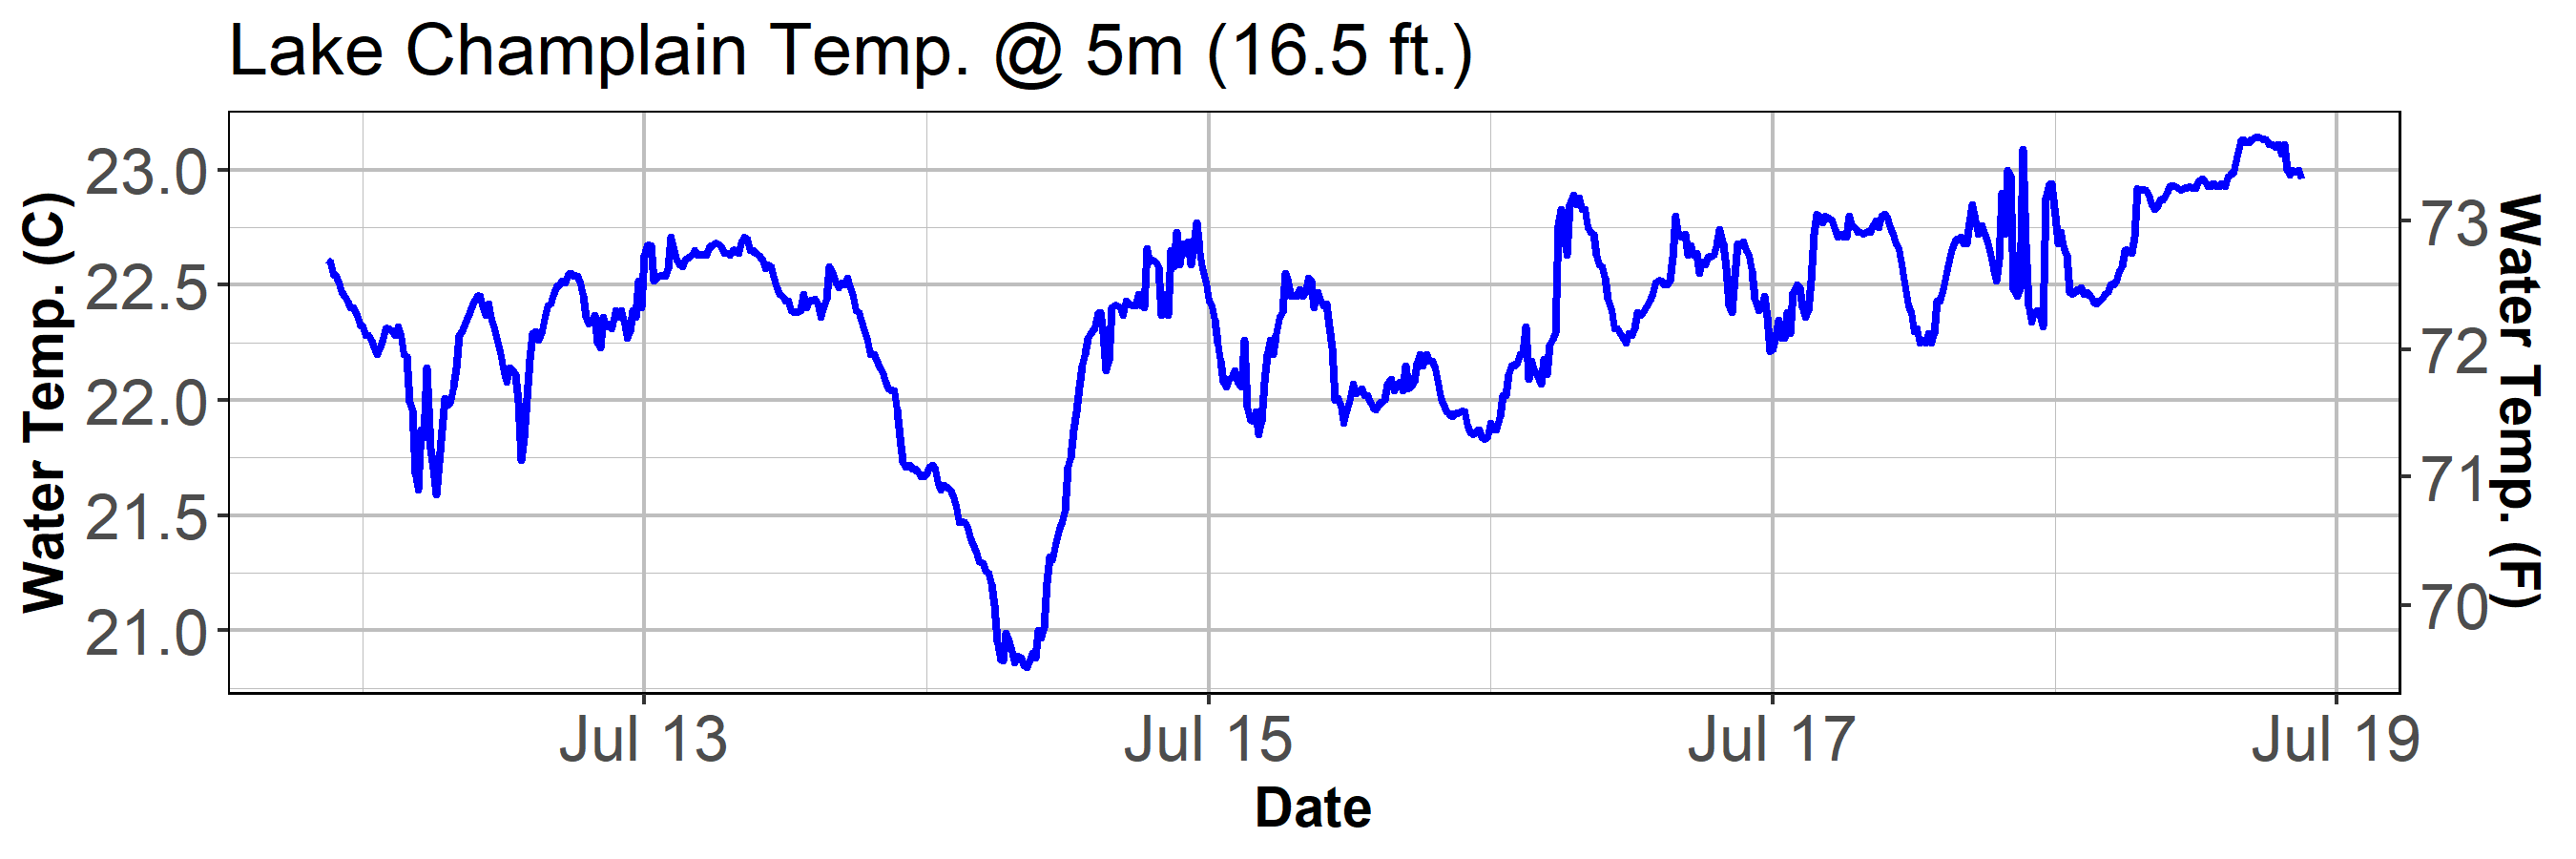 Lake Champlain Temp. @ 5m (16.5 ft.)
Water Temp. (C)
23.0
22.5
22.0
21.5
21.0
73
72
71
70
Water Temp. (F)
Jul 13 Jul 15 Jul 17 Jul 19
Date